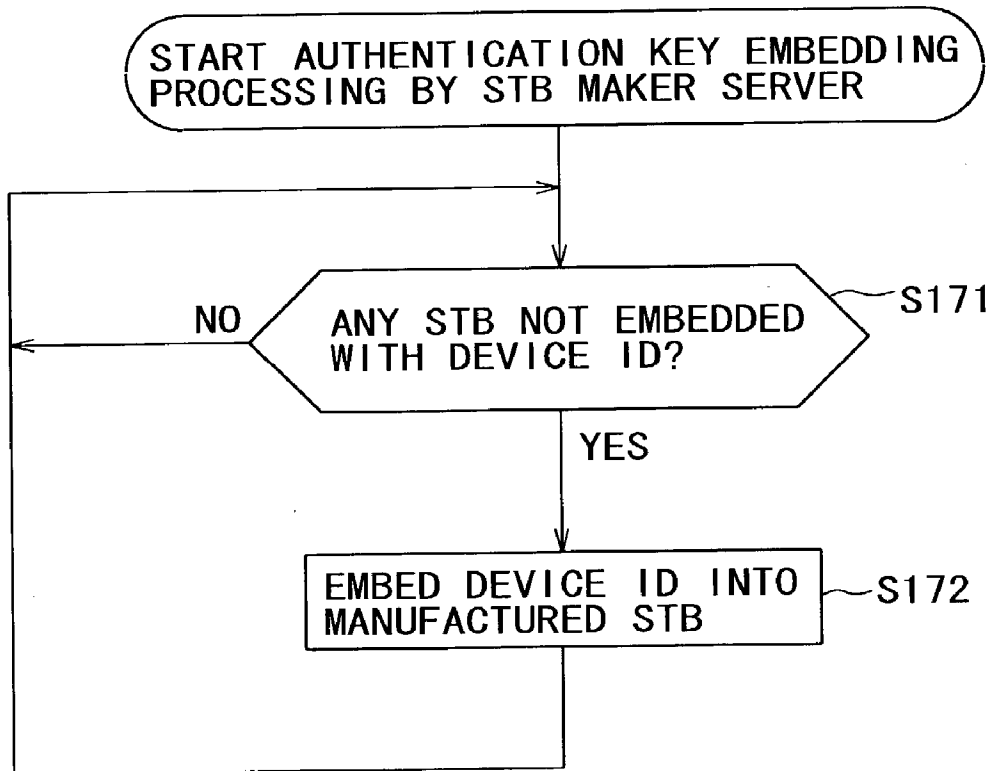 START AUTHENTICATION KEY EMBEDDING
PROCESSING BY STB MAKER SERVER
S171
NO
ANY STB NOT EMBEDDED
WITH DEVICE ID?
YES
EMBED DEVICE ID INTO
MANUFACTURED STB
S172